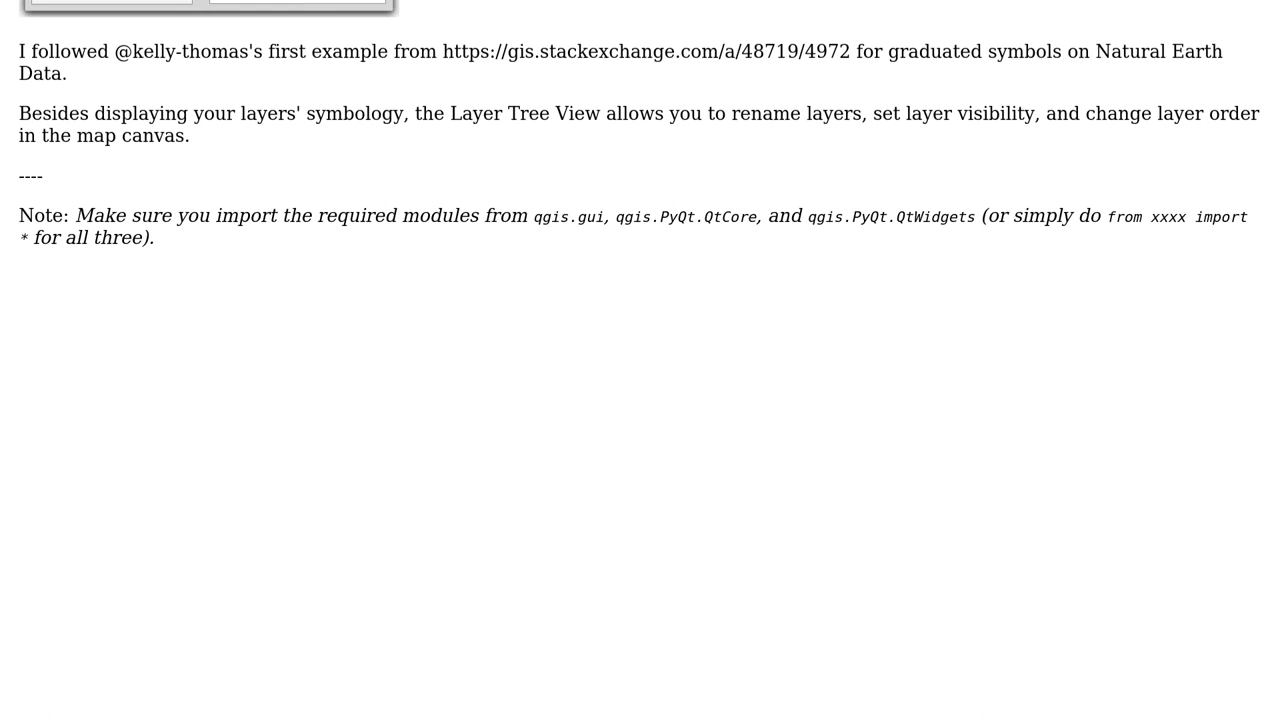 I followed @kelly-thomas's first example from https://gis.stackexchange.com/a/48719/4972 for graduated symbols on Natural Earth
Data.
Besides displaying your layers' symbology, the Layer Tree View allows you to rename layers, set layer visibility, and change layer order
in the map canvas.
----
Note: Make sure you import the required modules from qgis.gui, qgis.PyQt.QtCore, and qgis.PyQt.QtWidgets (or simply do from xxxx import
* for all three).